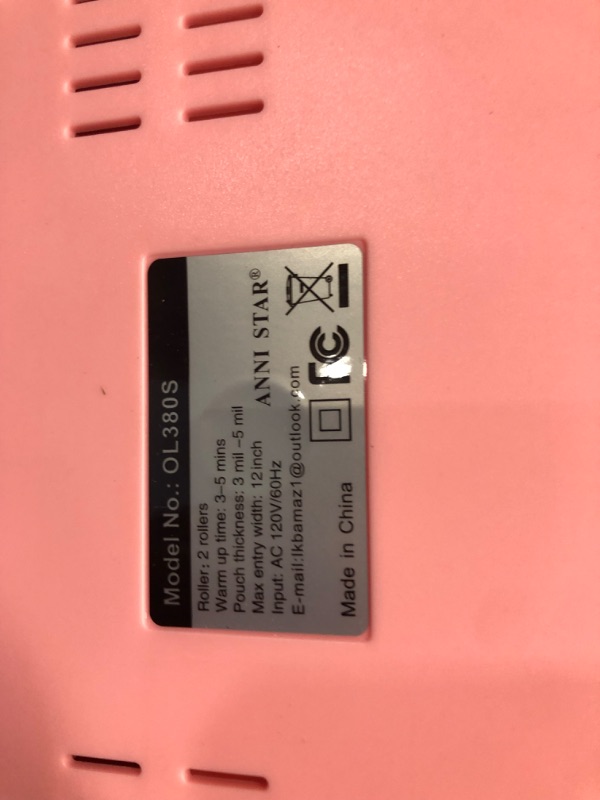 Model No.: OL380S
Roller: 2 rollers
Warm up time: 3-5 mins
Pouch thickness: 3 mil -5 mil
Max entry width: 12inch
Input: AC 120V/60Hz
E-mail:lkbamaz1@outlook.com
ANNI STAR®
FC
Made in China